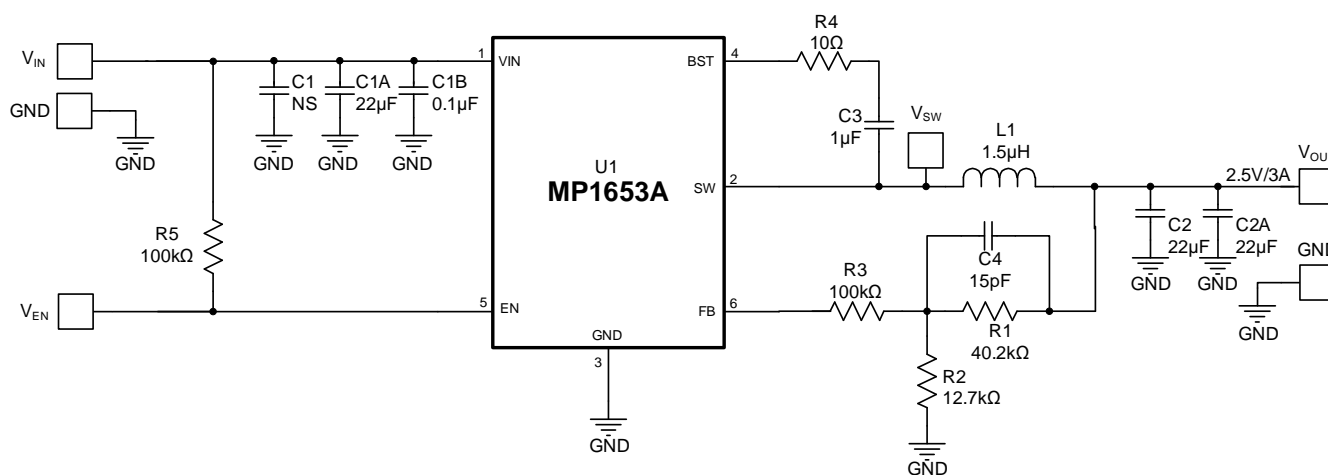 R4
10Ω
V_IN
1
VIN
BST
4
C1
NS
C1A
22µF
C1B
0.1µF
GND
GND
GND
GND
GND
C3
1µF
V_SW
L1
1.5µH
U1
MP1653A
SW
2
2.5V/3A
V_OU
C2
22µF
C2A
22µF
GND
GND
R5
100kΩ
C4
15pF
R3
100kΩ
GND
V_EN
5
EN
FB
6
R1
40.2kΩ
GND
GND
3
R2
12.7kΩ
GND
GND